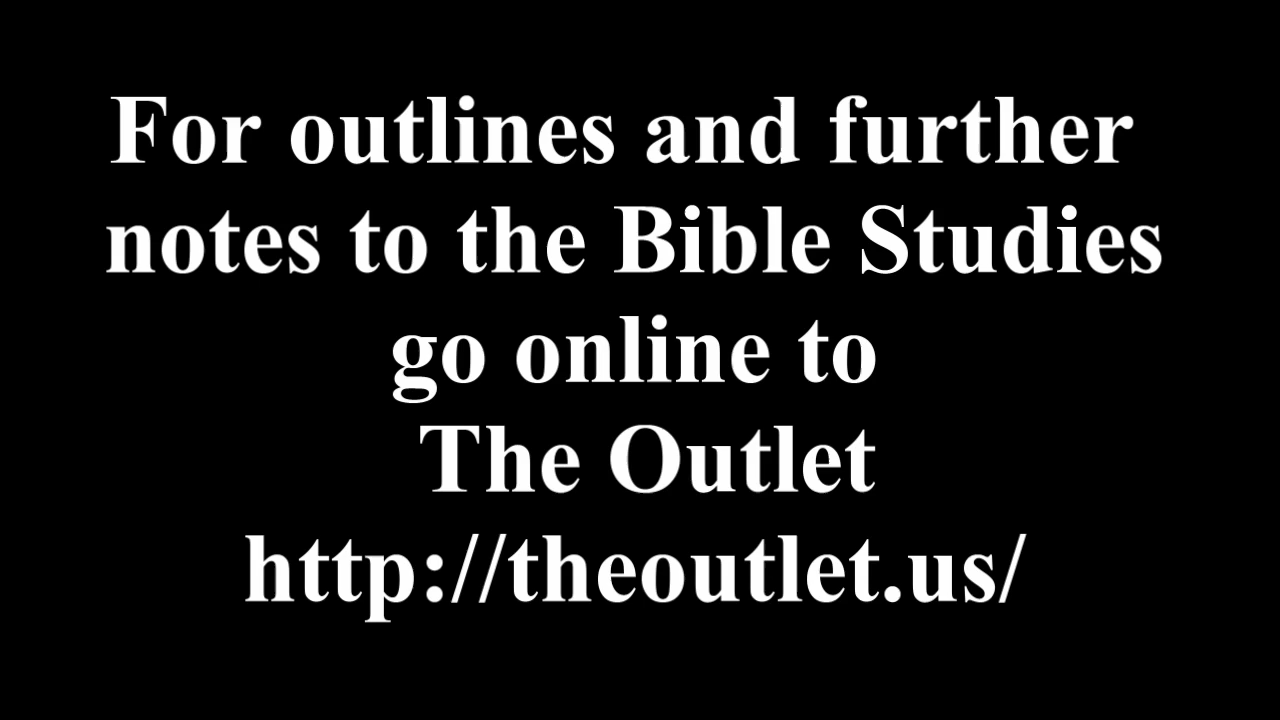 For outlines and further
notes to the Bible Studies
go online to
The Outlet
http://theoutlet.us/